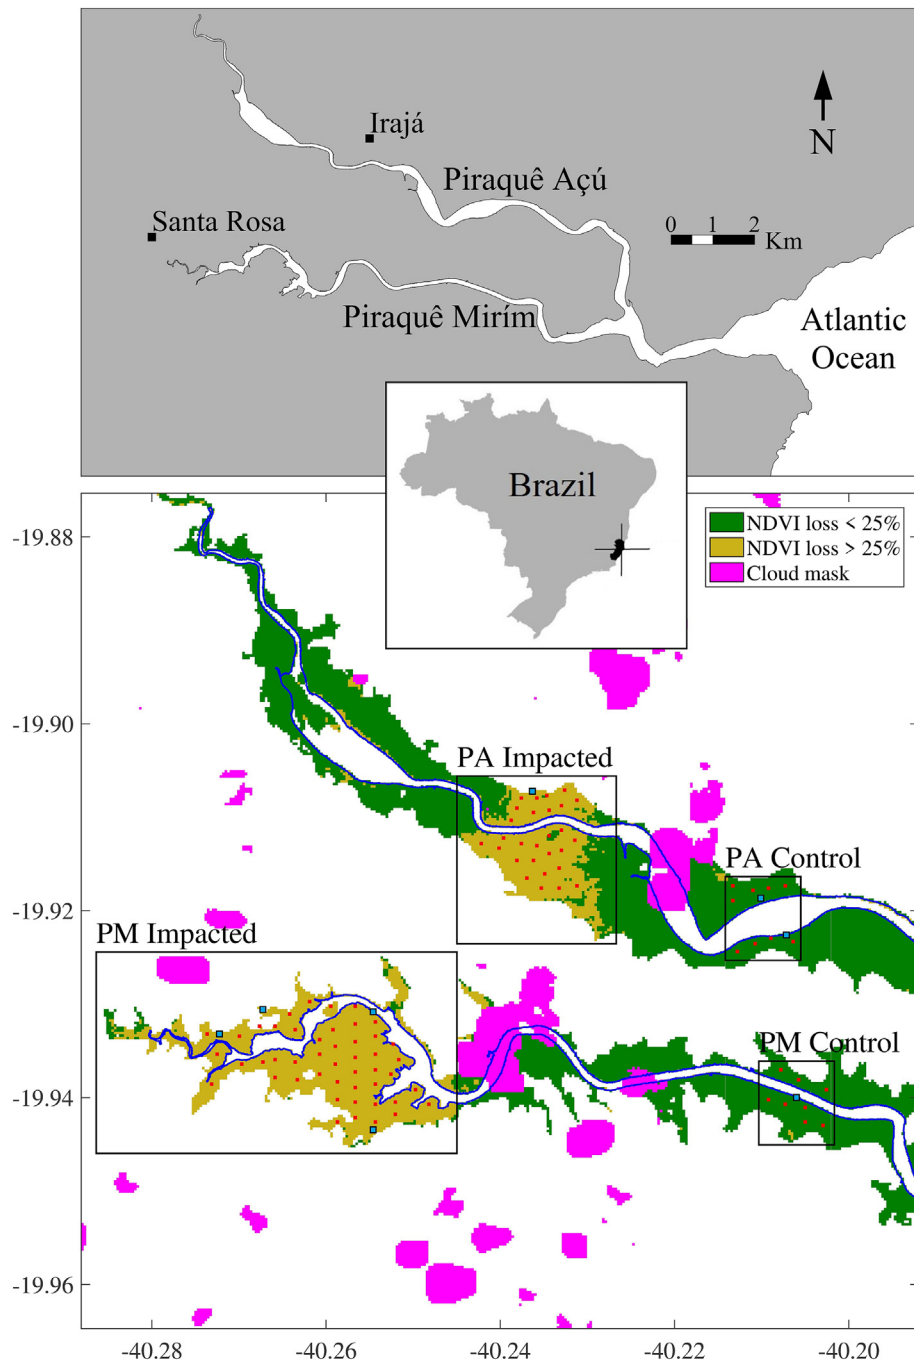 Irajá
N
Piraquê Açú
Santa Rosa
0 1 2
Km
Piraquê Mirím
Atlantic
Ocean
Brazil
NDVI loss < 25%
NDVI loss > 25%
Cloud mask
-19.88
-19.90
PA Impacted
PA Control
-19.92
PM Impacted
PM Control
-19.94
-19.96
-40.28 -40.26 -40.24 -40.22 -40.20